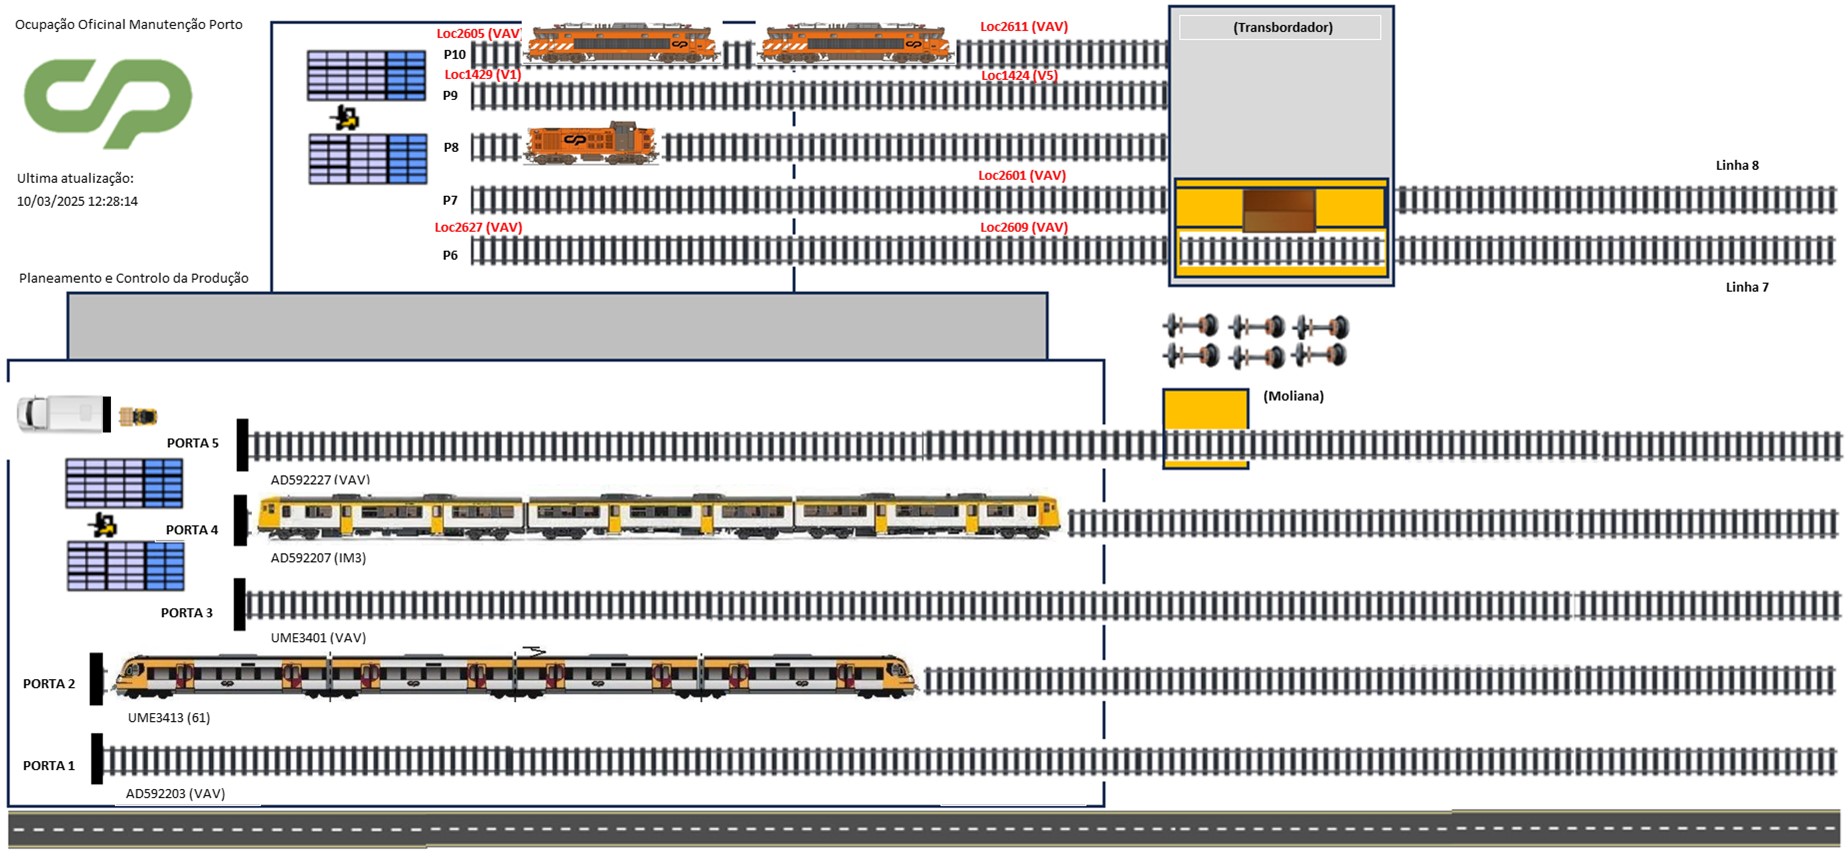 Ocupação Oficinal Manutenção Porto
Ultima atualização:
10/03/2025 12:28:14
Planeamento e Controlo da Produção
(Transbordador)
Loc2605 (VAV)
Loc2611 (VAV)
P10
Loc1429 (V1)
Loc1424 (V5)
P9
P8
Loc2601 (VAV)
P7
Loc2627 (VAV)
Loc2609 (VAV)
P6
Linha 8
Linha 7
(Moliana)
PORTA 5
AD592227 (VAV)
PORTA 4
AD592207 (IM3)
PORTA 3
UME3401 (VAV)
PORTA 2
UME3413 (61)
PORTA 1
AD592203 (VAV)